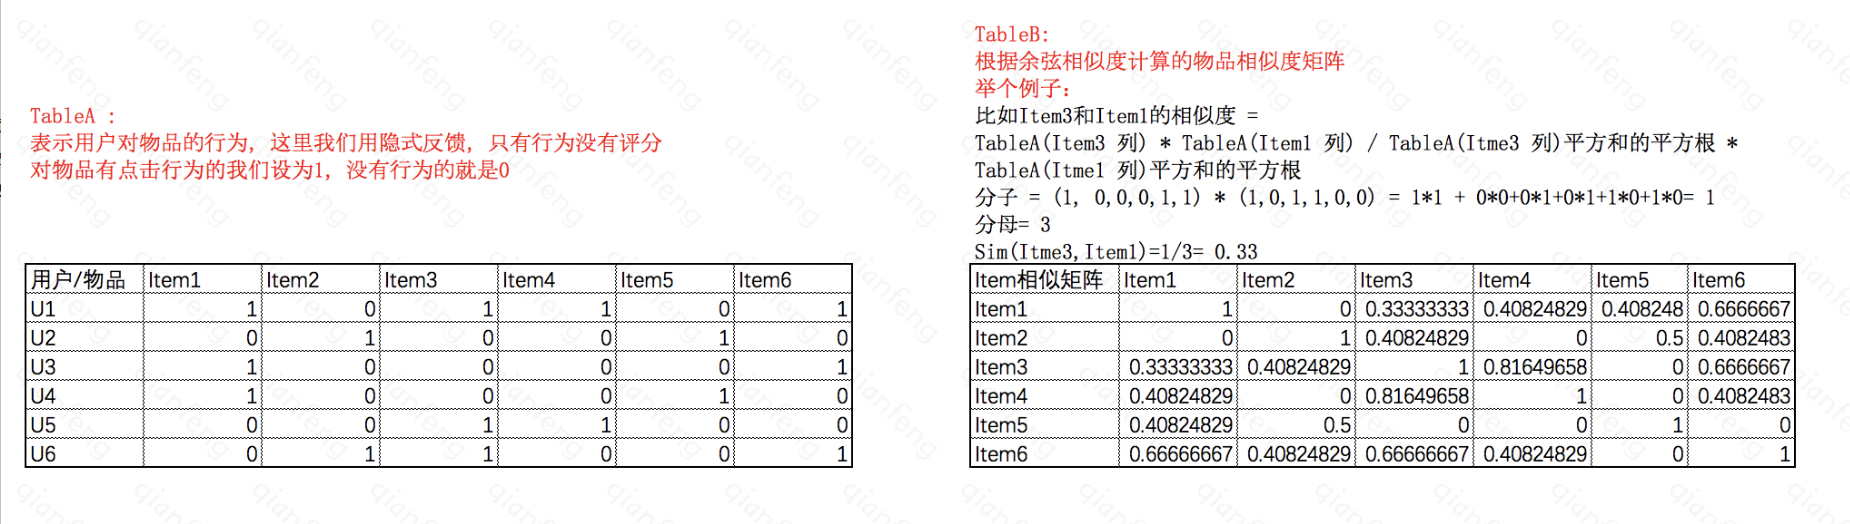 TableA :
表示用户对物品的行为, 这里我们用隐式反馈, 只有行为没有评分
对物品有点击行为的我们设为1, 没有行为的就是0
用户/物品 Item1 Item2 Item3 Item4 Item5 Item6
U1 1 0 1 1 0 1
U2 0 1 0 0 1 0
U3 1 0 0 0 0 1
U4 1 0 0 0 1 0
U5 0 0 1 1 0 0
U6 0 1 1 0 0 1
TableB:
根据余弦相似度计算的物品相似度矩阵
举个例子:
比如Item3和Item1的相似度 =
TableA(Item3 列) * TableA(Item1 列) / TableA(Itme3 列)平方和的平方根 *
TableA(Itme1 列)平方和的平方根
分子 = (1, 0,0,0,1,1) * (1,0,1,1,0,0) = 1*1 + 0*0+0*1+0*1+1*0+1*0= 1
分母= 3
Sim(Itme3,Item1)=1/3= 0.33
Item相似矩阵 Item1 Item2 Item3 Item4 Item5 Item6
Item1 1 0 0.33333333 0.40824829 0.408248 0.6666667
Item2 0 1 0.40824829 0 0.5 0.4082483
Item3 0.33333333 0.40824829 1 0.81649658 0 0.6666667
Item4 0.40824829 0 0.81649658 1 0 0.4082483
Item5 0.40824829 0.5 0 0 1 0
Item6 0.66666667 0.40824829 0.66666667 0.40824829 0 1
qianfeng